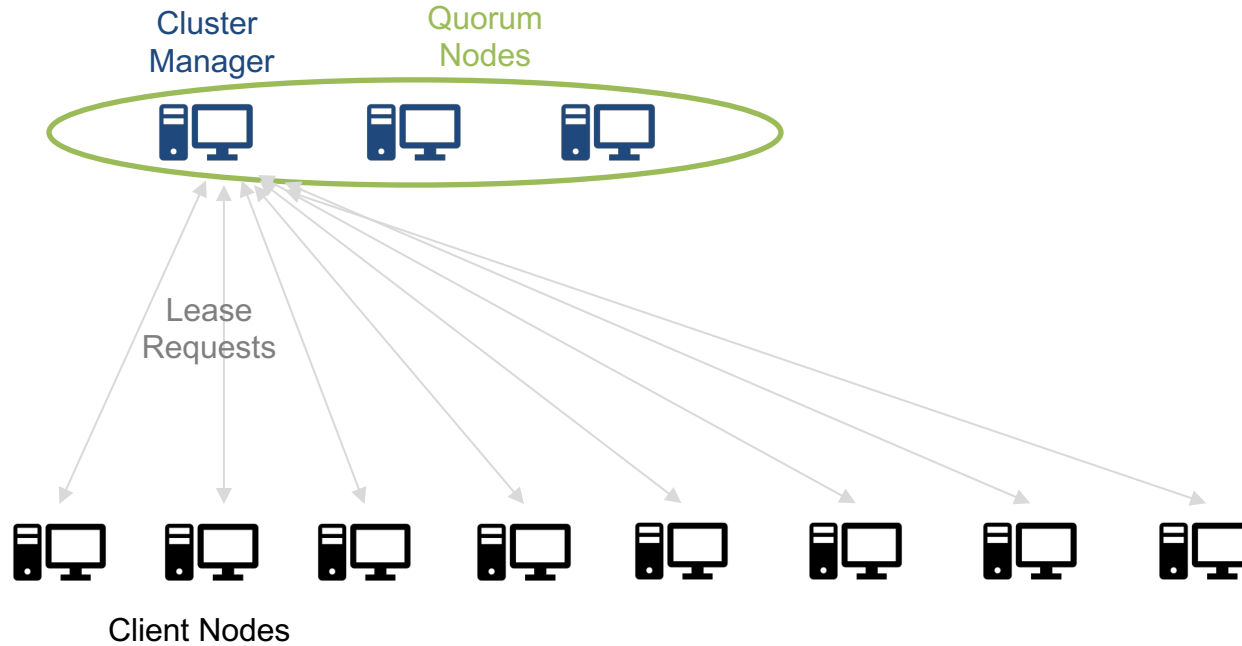 Cluster
Manager
Quorum
Nodes
Lease
Requests
Client Nodes